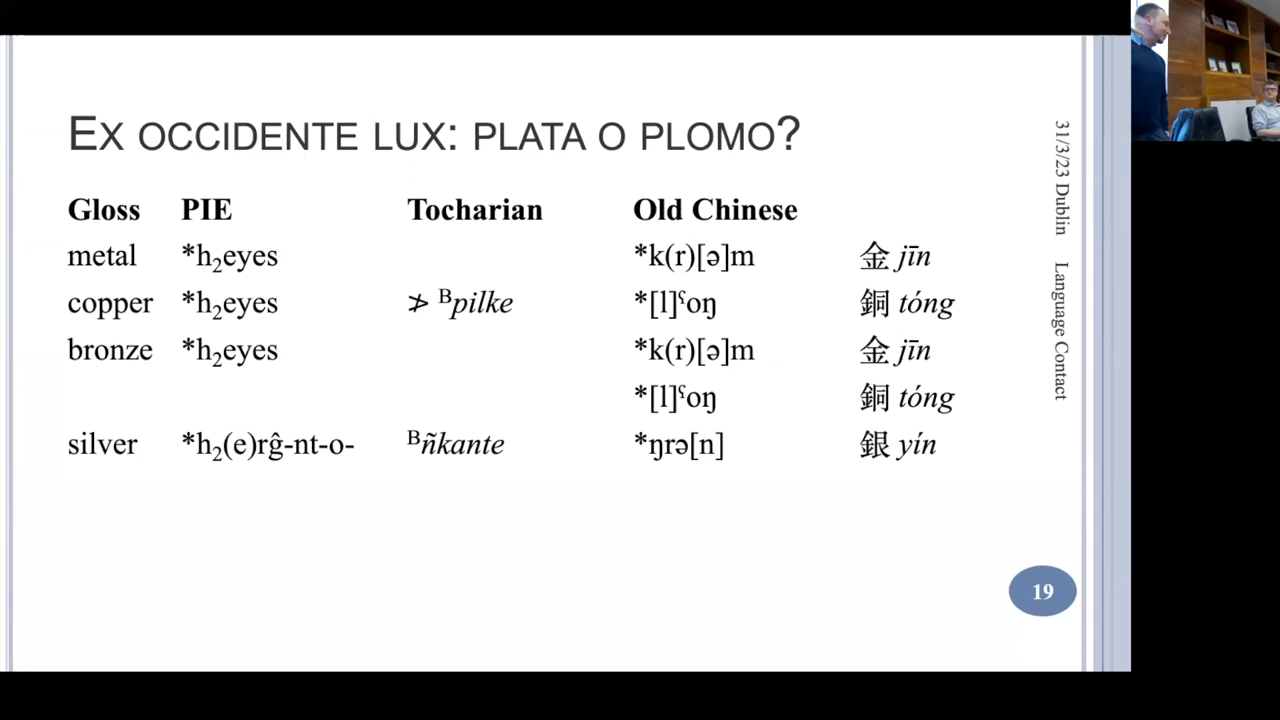 EX OCCIDENTE LUX: PLATA O PLOMO?
Gloss PIE Tocharian Old Chinese
metal *h₂eyes *k(r)[ə]m 金 jīn
copper *h₂eyes ≯ ᴮpilke *[l]ˤoŋ 銅 tóng
bronze *h₂eyes *k(r)[ə]m 金 jīn
*[l]ˤoŋ 銅 tóng
silver *h₂(e)rĝ-nt-o- ᴮñkante *ŋrə[n] 銀 yín
31/3/23 Dublin Language Contact
19